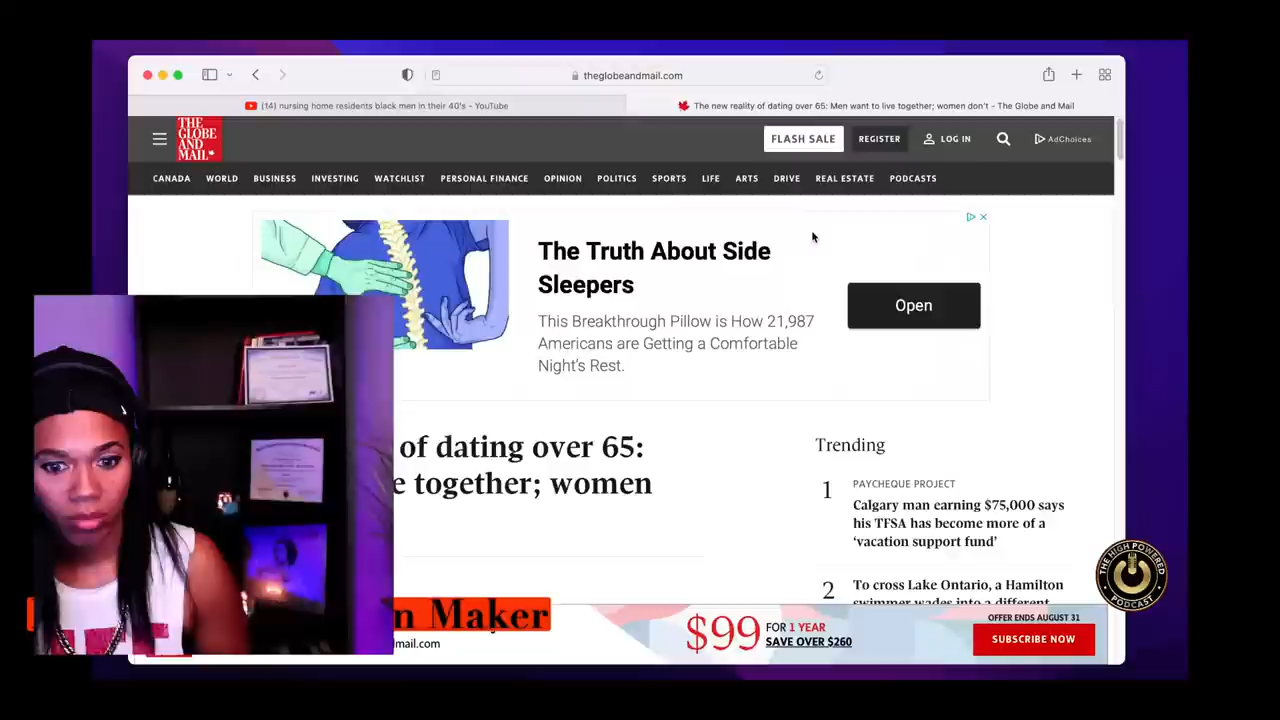 theglobeandmail.com
(14) nursing home residents black men in their 40's - YouTube
The new reality of dating over 65: Men want to live together; women don't - The Globe and Mail
THE
GLOBE
AND
MAIL
FLASH SALE
REGISTER
LOG IN
AdChoices
CANADA
WORLD
BUSINESS
INVESTING
WATCHLIST
PERSONAL FINANCE
OPINION
POLITICS
SPORTS
LIFE
ARTS
DRIVE
REAL ESTATE
PODCASTS
The Truth About Side
Sleepers
This Breakthrough Pillow is How 21,987
Americans are Getting a Comfortable
Night's Rest.
Open
of dating over 65:
e together; women
Trending
1
PAYCHEQUE PROJECT
Calgary man earning $75,000 says
his TFSA has become more of a
‘vacation support fund’
2
To cross Lake Ontario, a Hamilton
swimmer wades into a different
n Maker
mail.com
$99
FOR 1 YEAR
SAVE OVER $260
OFFER ENDS AUGUST 31
SUBSCRIBE NOW
THE HIGH POWERED
PODCAST